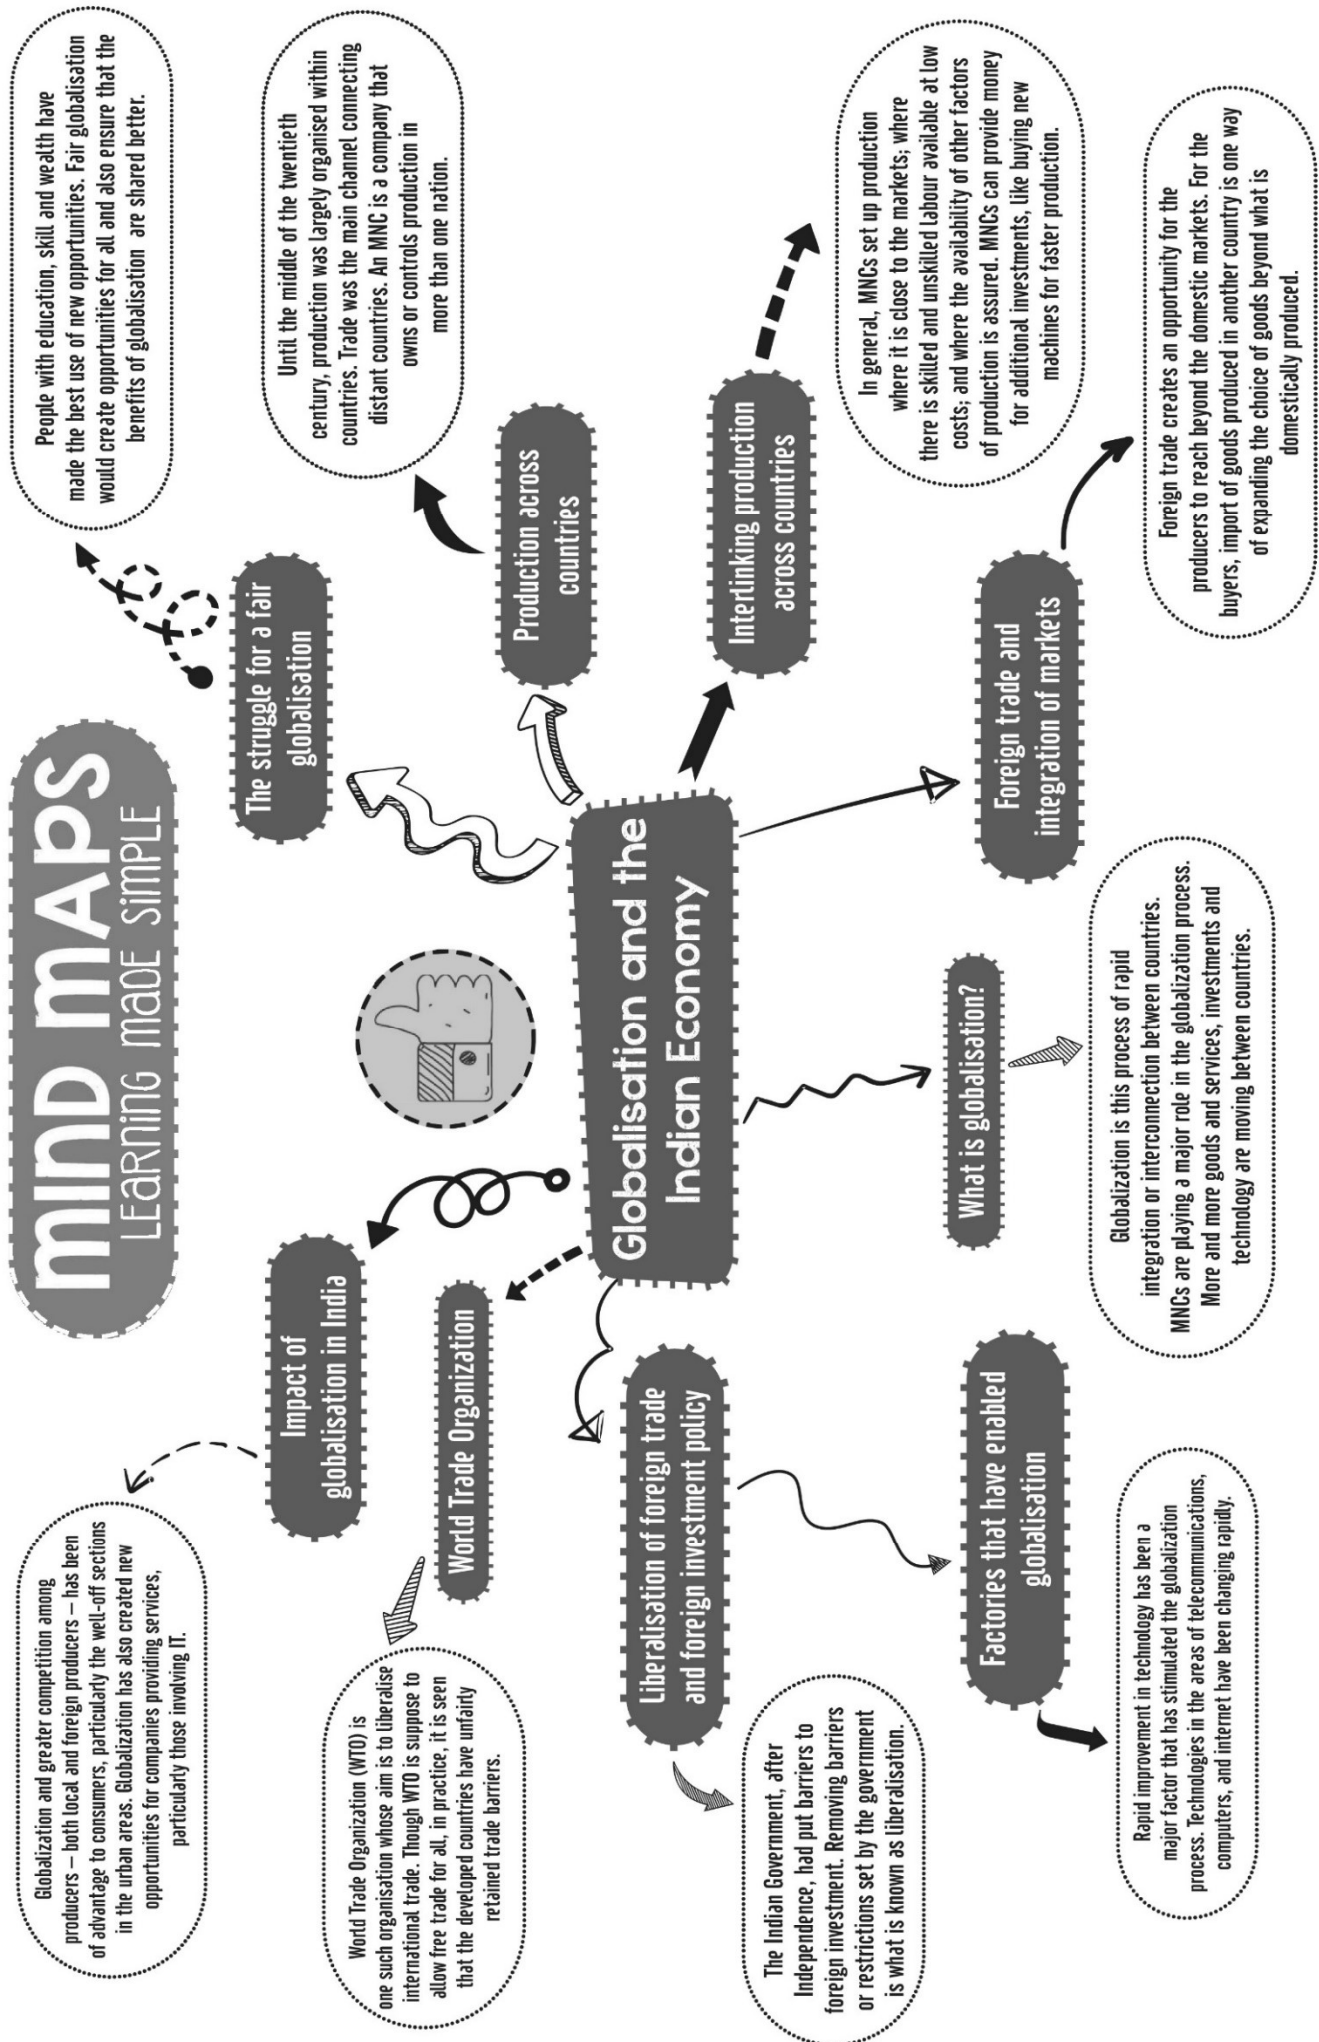 MIND MAPS
LEARNING MADE SIMPLE
Globalisation and the
Indian Economy
The struggle for a fair
globalisation
People with education, skill and wealth have
made the best use of new opportunities. Fair globalisation
would create opportunities for all and also ensure that the
benefits of globalisation are shared better.
Production across
countries
Until the middle of the twentieth
century, production was largely organised within
countries. Trade was the main channel connecting
distant countries. An MNC is a company that
owns or controls production in
more than one nation.
Interlinking production
across countries
In general, MNCs set up production
where it is close to the markets; where
there is skilled and unskilled labour available at low
costs; and where the availability of other factors
of production is assured. MNCs can provide money
for additional investments, like buying new
machines for faster production.
Foreign trade and
integration of markets
Foreign trade creates an opportunity for the
producers to reach beyond the domestic markets. For the
buyers, import of goods produced in another country is one way
of expanding the choice of goods beyond what is
domestically produced.
What is globalisation?
Globalization is this process of rapid
integration or interconnection between countries.
MNCs are playing a major role in the globalization process.
More and more goods and services, investments and
technology are moving between countries.
Factories that have enabled
globalisation
Rapid improvement in technology has been a
major factor that has stimulated the globalization
process. Technologies in the areas of telecommunications,
computers, and internet have been changing rapidly.
Liberalisation of foreign trade
and foreign investment policy
The Indian Government, after
Independence, had put barriers to
foreign investment. Removing barriers
or restrictions set by the government
is what is known as liberalisation.
World Trade Organization
World Trade Organization (WTO) is
one such organisation whose aim is to liberalise
international trade. Though WTO is suppose to
allow free trade for all, in practice, it is seen
that the developed countries have unfairly
retained trade barriers.
Impact of
globalisation in India
Globalization and greater competition among
producers – both local and foreign producers – has been
of advantage to consumers, particularly the well-off sections
in the urban areas. Globalization has also created new
opportunities for companies providing services,
particularly those involving IT.